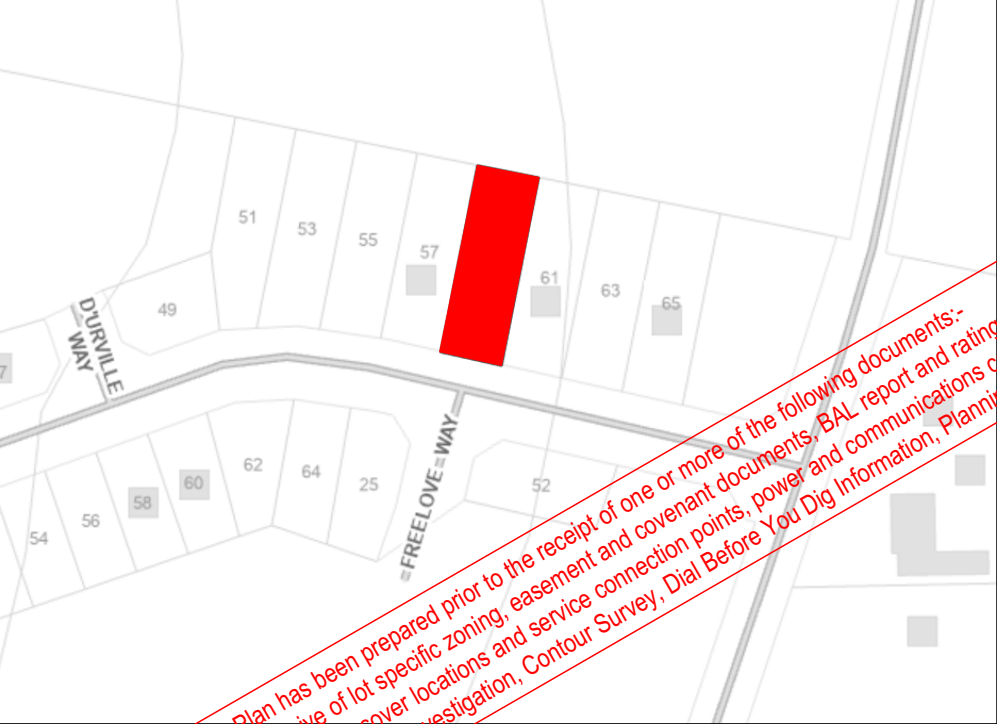 51
53
55
57
61
63
65
49
D'URVILLE
WAY
7
62
64
25
60
58
56
54
52
=FREELOVE=WAY
Plan has been prepared prior to the receipt of one or more of the following documents:-
of lot specific zoning, easement and covenant documents, BAL report and rating
locations and service connection points, power and communications
Contour Survey, Dial Before You Dig Information,